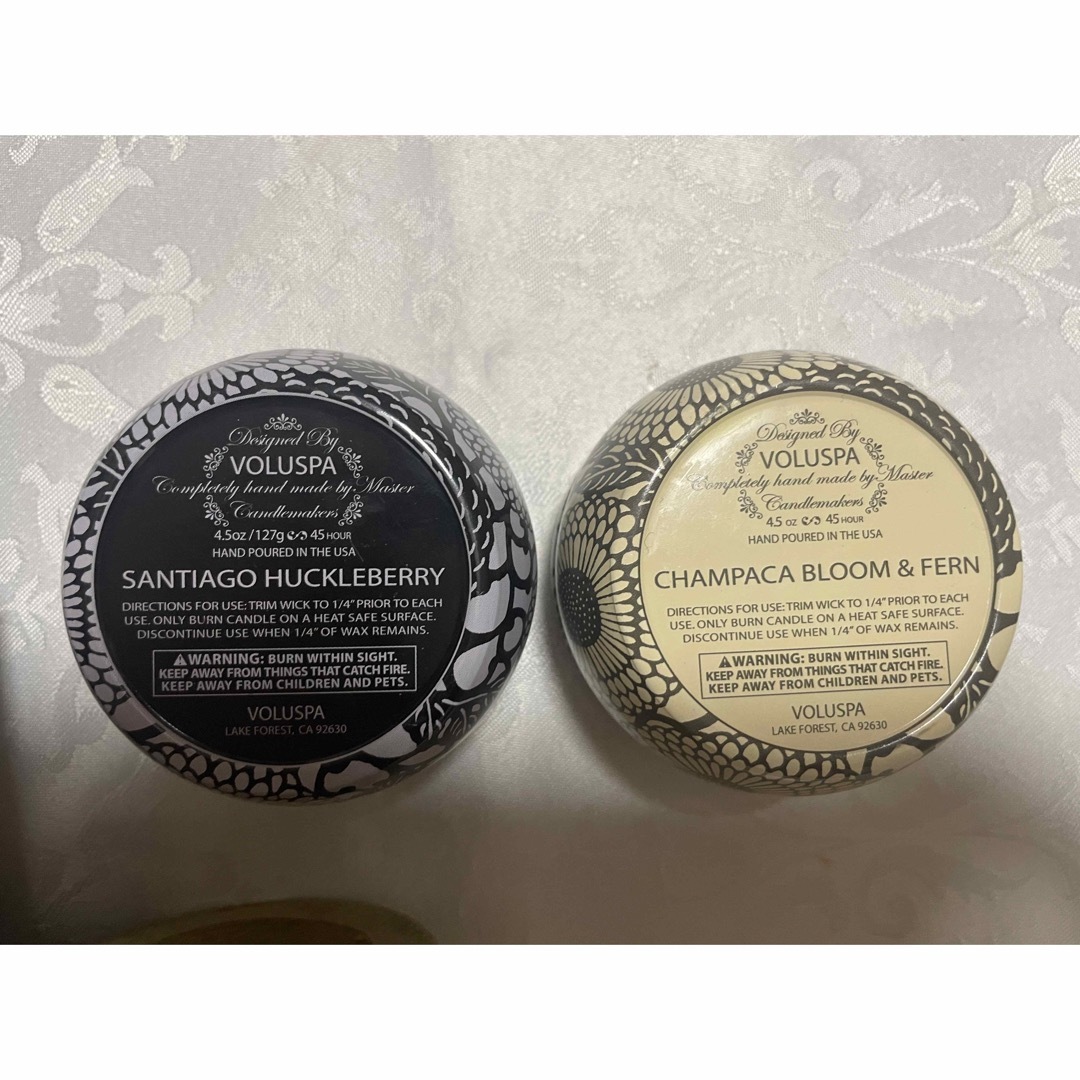 Designed By
VOLUSPA
Completely hand made by Master
Candlemakers
4.5oz / 127g 45 HOUR
HAND POURED IN THE USA
SANTIAGO HUCKLEBERRY
DIRECTIONS FOR USE: TRIM WICK TO 1/4" PRIOR TO EACH
USE. ONLY BURN CANDLE ON A HEAT SAFE SURFACE.
DISCONTINUE USE WHEN 1/4" OF WAX REMAINS.
⚠WARNING: BURN WITHIN SIGHT.
KEEP AWAY FROM THINGS THAT CATCH FIRE.
KEEP AWAY FROM CHILDREN AND PETS.
VOLUSPA
LAKE FOREST, CA 92630
Designed By
VOLUSPA
Completely hand made by Master
Candlemakers
4.5 oz 45 HOUR
HAND POURED IN THE USA
CHAMPACA BLOOM & FERN
DIRECTIONS FOR USE: TRIM WICK TO 1/4" PRIOR TO EACH
USE. ONLY BURN CANDLE ON A HEAT SAFE SURFACE.
DISCONTINUE USE WHEN 1/4" OF WAX REMAINS.
⚠WARNING: BURN WITHIN SIGHT.
KEEP AWAY FROM THINGS THAT CATCH FIRE.
KEEP AWAY FROM CHILDREN AND PETS.
VOLUSPA
LAKE FOREST, CA 92630